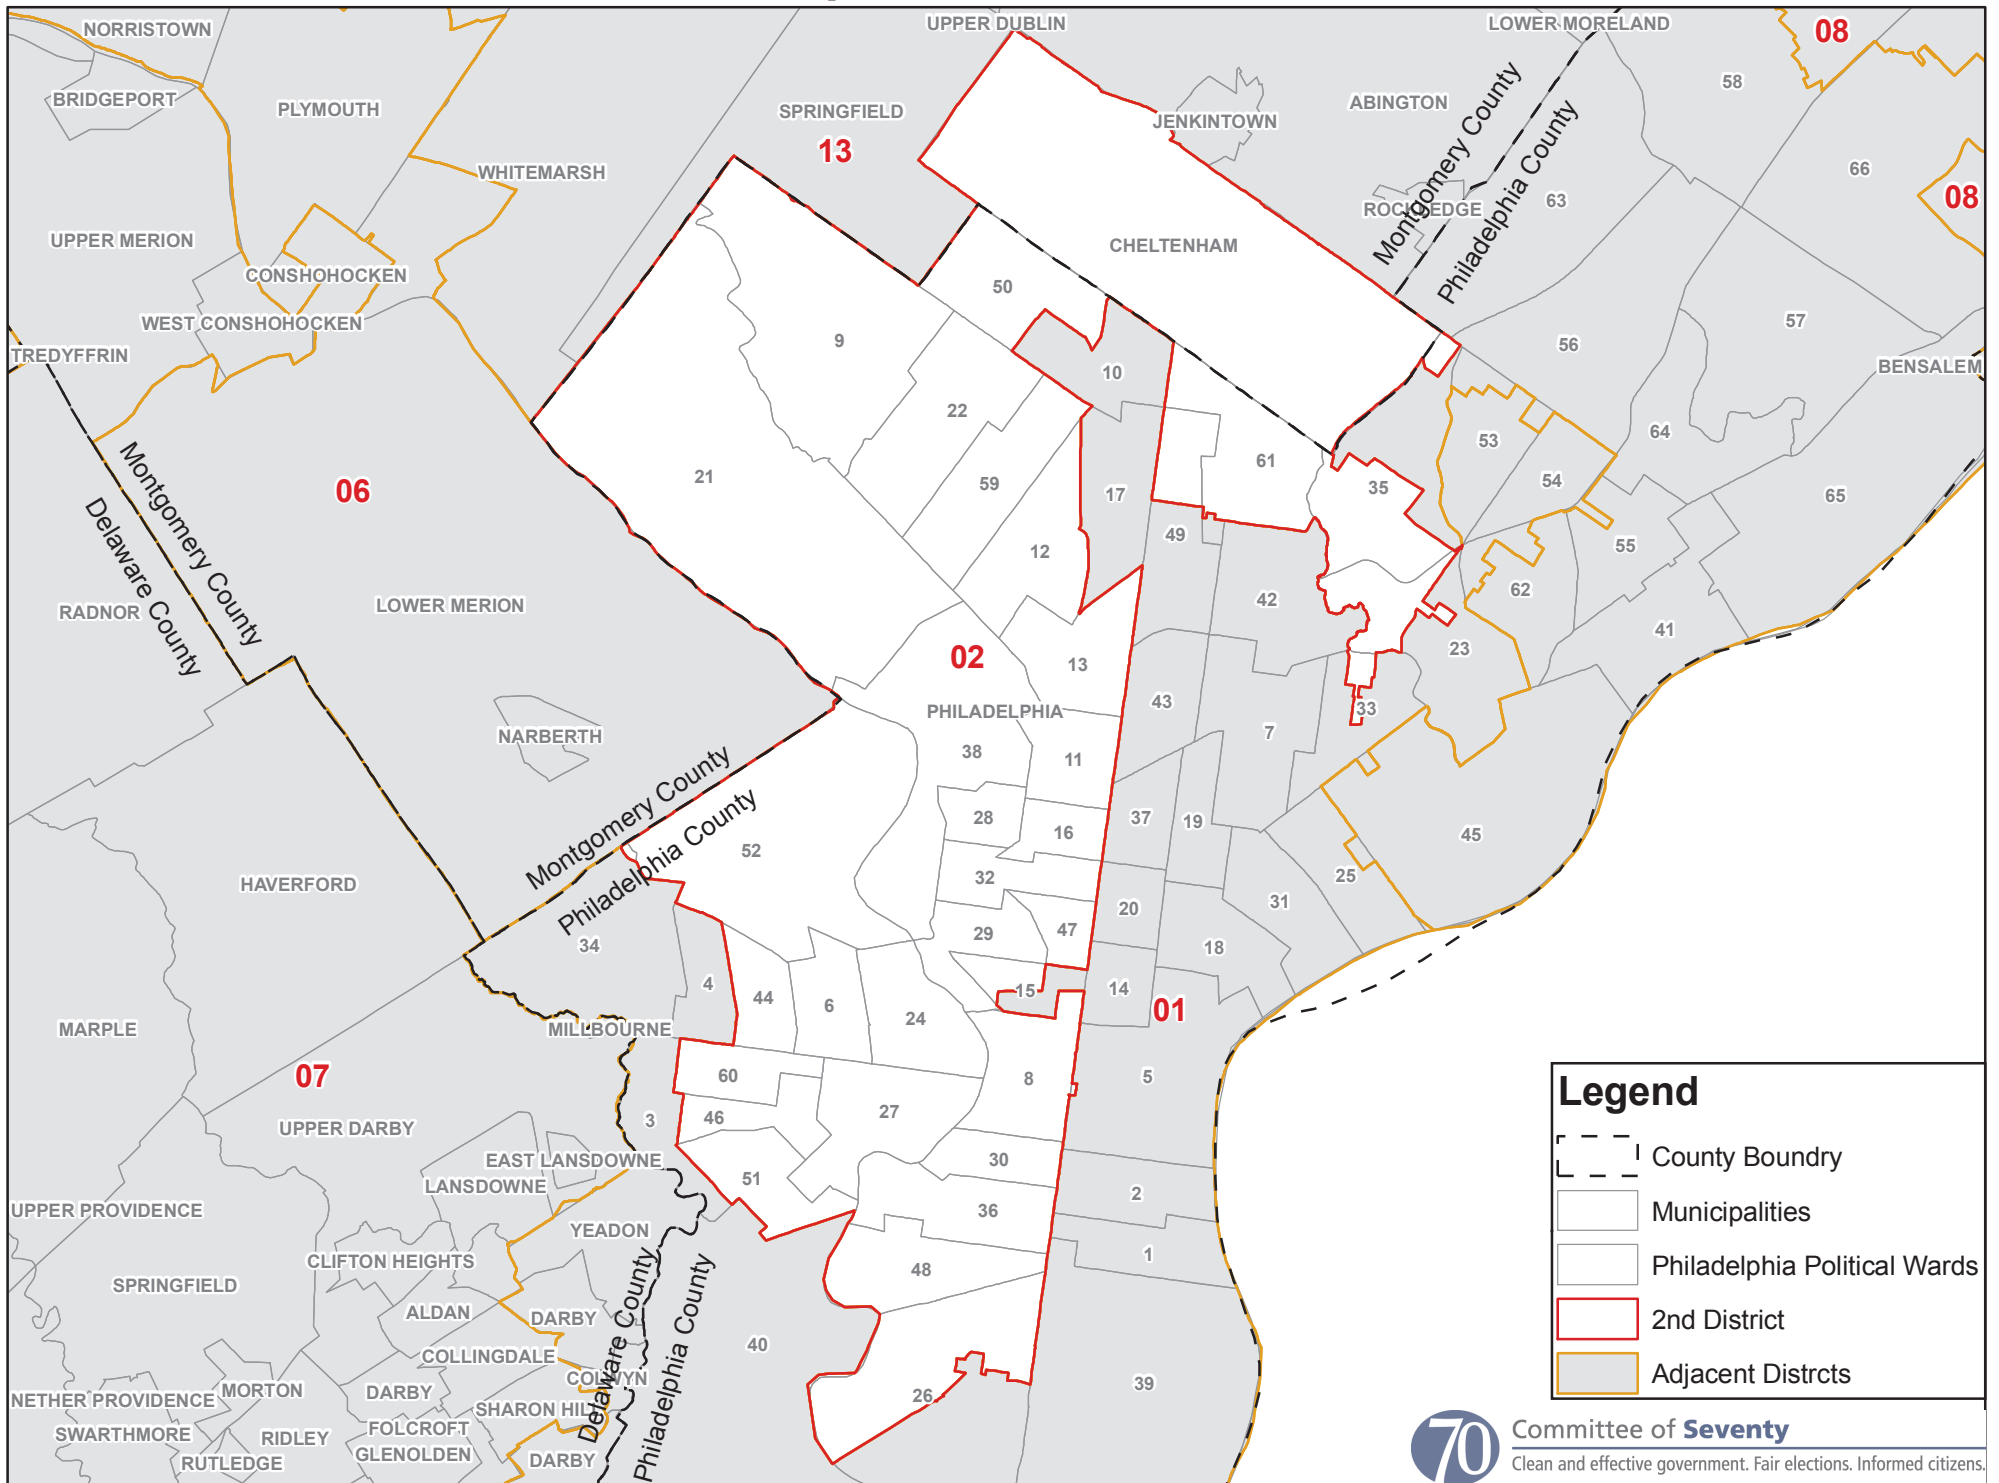 NORRISTOWN
UPPER DUBLIN
LOWER MORELAND
08
58
BRIDGEPORT
PLYMOUTH
SPRINGFIELD
13
JENKINTOWN
ABINGTON
Montgomery County
Philadelphia County
WHITEMARSH
66
08
ROCKLEDGE
63
UPPER MERION
CHELTENHAM
CONSHOHOCKEN
50
WEST CONSHOHOCKEN
57
TREDYFFRIN
9
56
BENSALEM
10
22
53
64
61
Montgomery County
Delaware County
06
21
59
17
35
54
65
49
12
55
RADNOR
LOWER MERION
42
62
41
02
13
23
PHILADELPHIA
43
33
NARBERTH
38
11
7
Montgomery County
Philadelphia County
28
16
37
19
45
52
HAVERFORD
32
25
20
31
34
29
47
18
4
44
6
15
14
01
24
MARPLE
MILLBOURNE
07
60
8
5
UPPER DARBY
3
46
27
EAST LANSDOWNE
LANSDOWNE
51
30
2
UPPER PROVIDENCE
YEADON
36
CLIFTON HEIGHTS
1
SPRINGFIELD
48
ALDAN
DARBY
Delaware County
Philadelphia County
40
COLLINGDALE
COLWYN
NETHER PROVIDENCE
MORTON
DARBY
26
39
SHARON HILL
SWARTHMORE
RIDLEY
FOLCROFT
GLENOLDEN
RUTLEDGE
DARBY
Legend
County Boundry
Municipalities
Philadelphia Political Wards
2nd District
Adjacent Distrcts
70
Committee of Seventy
Clean and effective government. Fair elections. Informed citizens.